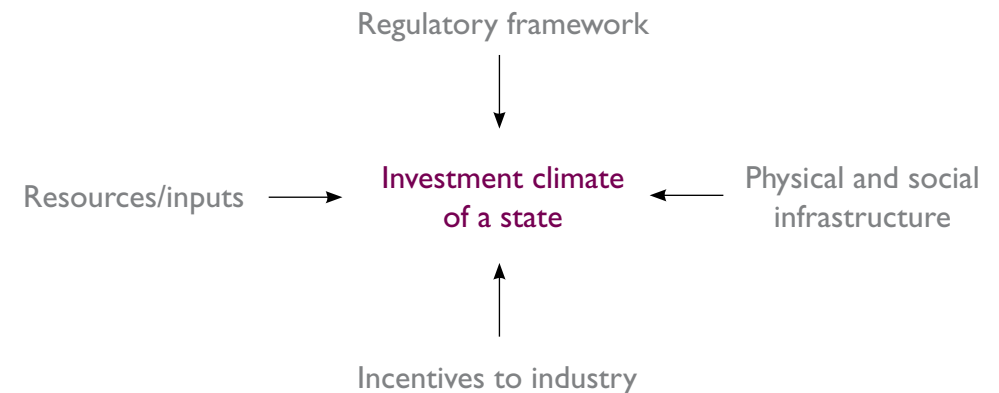 Regulatory framework
Resources/inputs
Investment climate
of a state
Physical and social
infrastructure
Incentives to industry